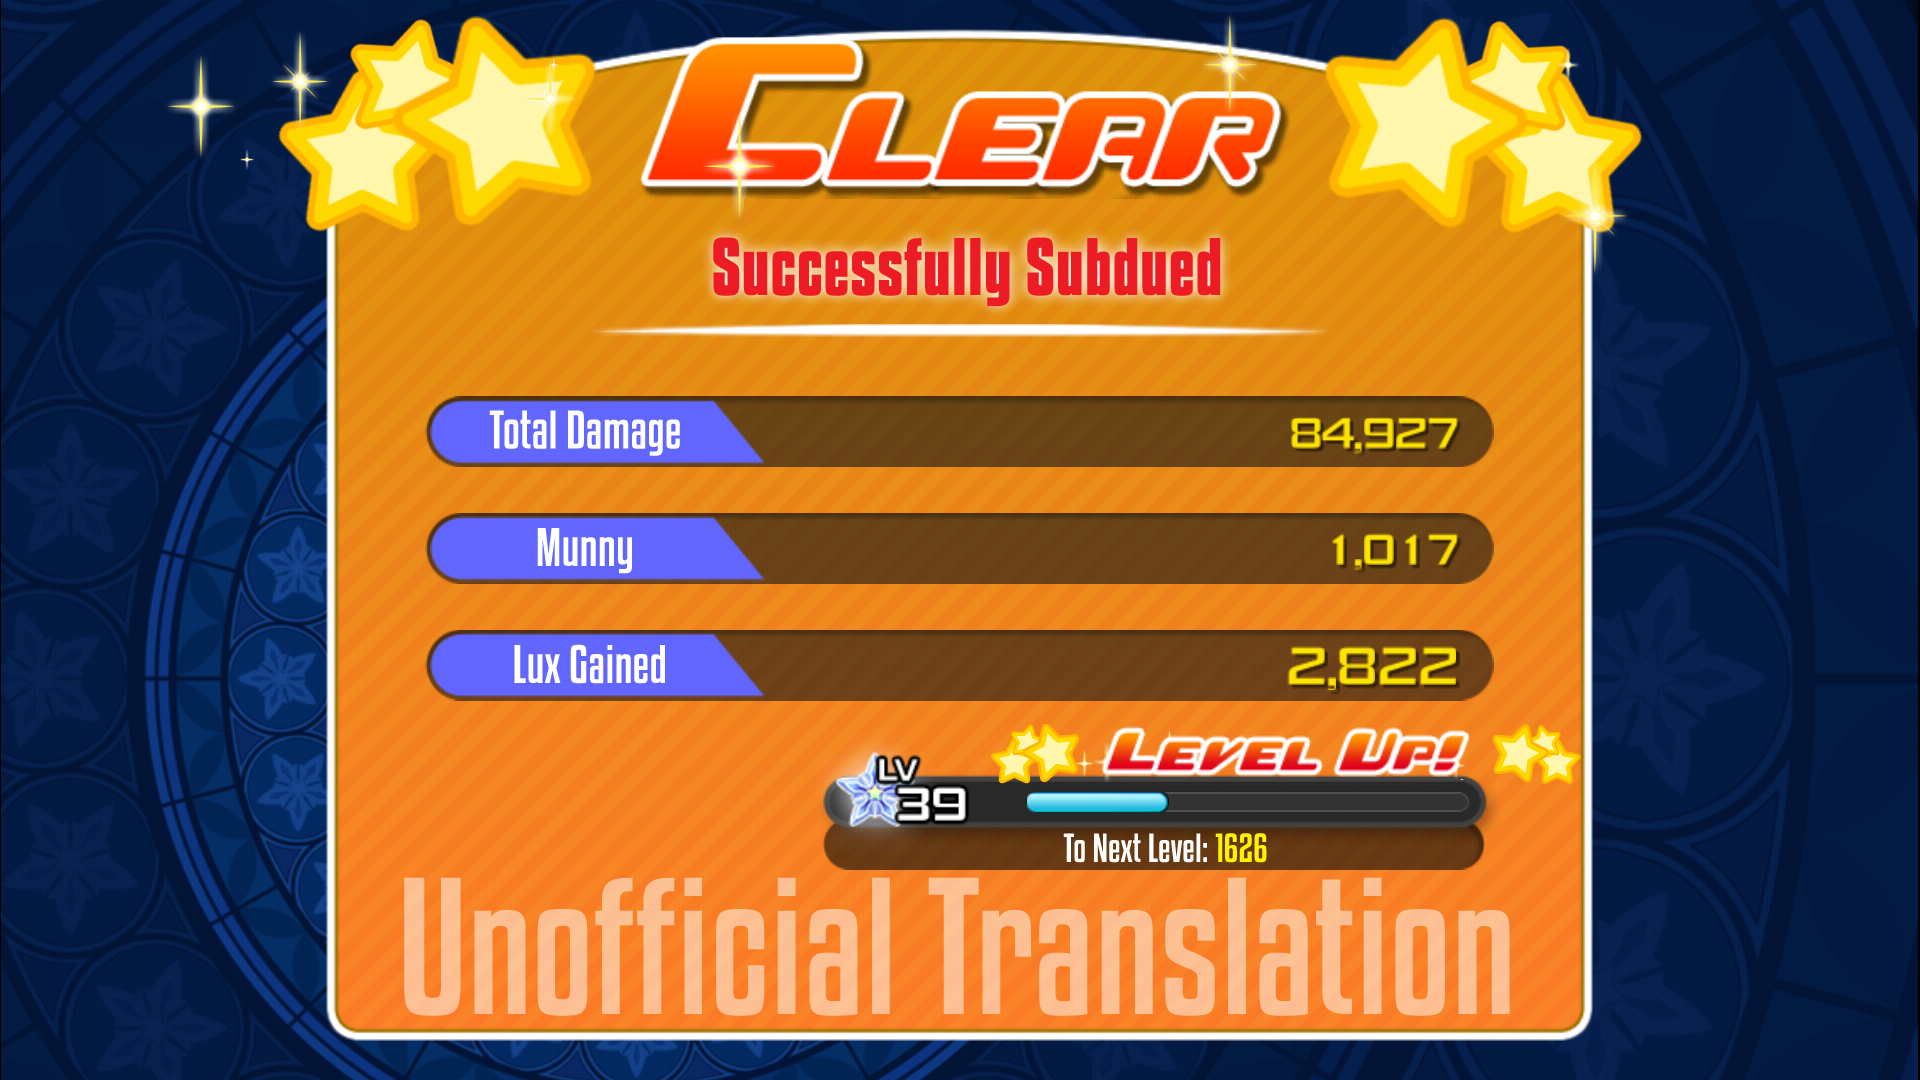 CLEAR
Successfully Subdued
Total Damage 84,927
Munny 1,017
Lux Gained 2,822
LEVEL UP!
LV
39
To Next Level: 1626
Unofficial Translation